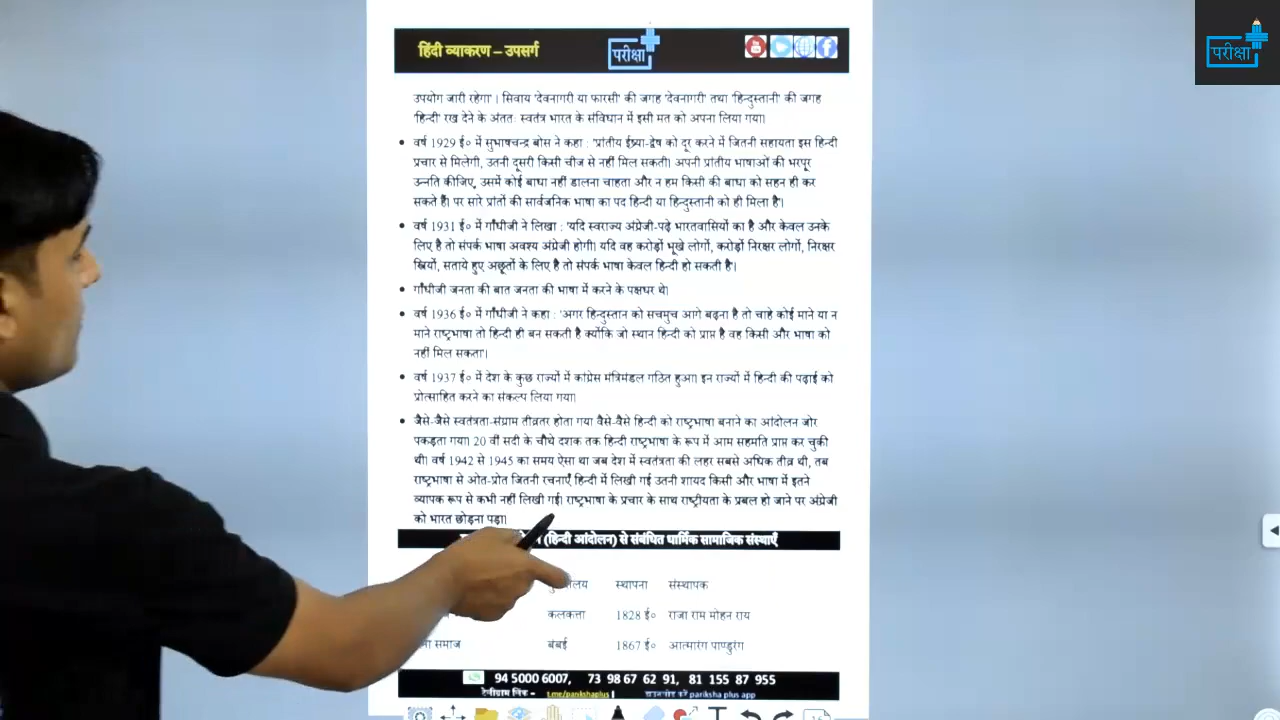 हिंदी व्याकरण – उपसर्ग
परीक्षा
परीक्षा
उपयोग जारी रहेगा'। सिवाय 'देवनागरी या फारसी' की जगह 'देवनागरी' तथा 'हिन्दुस्तानी' की जगह
'हिन्दी' रख देने के अंततः स्वतंत्र भारत के संविधान में इसी मत को अपना लिया गया।
• वर्ष 1929 ई० में सुभाषचन्द्र बोस ने कहा : 'प्रांतीय ईर्ष्या-द्वेष को दूर करने में जितनी सहायता इस हिन्दी
प्रचार से मिलेगी, उतनी दूसरी किसी चीज से नहीं मिल सकती। अपनी प्रांतीय भाषाओं की भरपूर
उन्नति कीजिए, उसमें कोई बाधा नहीं डालना चाहता और न हम किसी की बाधा को सहन ही कर
सकते हैं। पर सारे प्रांतों की सार्वजनिक भाषा का पद हिन्दी या हिन्दुस्तानी को ही मिला है'।
• वर्ष 1931 ई० में गाँधीजी ने लिखा : 'यदि स्वराज्य अंग्रेजी-पढ़े भारतवासियों का है और केवल उनके
लिए है तो संपर्क भाषा अवश्य अंग्रेजी होगी। यदि वह करोड़ों भूखे लोगों, करोड़ों निरक्षर लोगों, निरक्षर
स्त्रियों, सताये हुए अछूतों के लिए है तो संपर्क भाषा केवल हिन्दी हो सकती है'।
• गाँधीजी जनता की बात जनता की भाषा में करने के पक्षधर थे।
• वर्ष 1936 ई० में गाँधीजी ने कहा : 'अगर हिन्दुस्तान को सचमुच आगे बढ़ना है तो चाहे कोई माने या न
माने राष्ट्रभाषा तो हिन्दी ही बन सकती है क्योंकि जो स्थान हिन्दी को प्राप्त है वह किसी और भाषा को
नहीं मिल सकता'।
• वर्ष 1937 ई० में देश के कुछ राज्यों में कांग्रेस मंत्रिमंडल गठित हुआ। इन राज्यों में हिन्दी की पढ़ाई को
प्रोत्साहित करने का संकल्प लिया गया।
• जैसे-जैसे स्वतंत्रता-संग्राम तीव्रतर होता गया वैसे-वैसे हिन्दी को राष्ट्रभाषा बनाने का आंदोलन जोर
पकड़ता गया। 20 वीं सदी के चौथे दशक तक हिन्दी राष्ट्रभाषा के रूप में आम सहमति प्राप्त कर चुकी
थी। वर्ष 1942 से 1945 का समय ऐसा था जब देश में स्वतंत्रता की लहर सबसे अधिक तीव्र थी, तब
राष्ट्रभाषा से ओत-प्रोत जितनी रचनाएँ हिन्दी में लिखी गई उतनी शायद किसी और भाषा में इतने
व्यापक रूप से कभी नहीं लिखी गई। राष्ट्रभाषा के प्रचार के साथ राष्ट्रीयता के प्रबल हो जाने पर अंग्रेजी
को भारत छोड़ना पड़ा।
(हिन्दी आंदोलन) से संबंधित धार्मिक सामाजिक संस्थाएँ
स्थापना संस्थापक
कलकत्ता 1828 ई० राजा राम मोहन राय
समाज बंबई 1867 ई० आत्मारंग पाण्डुरंग
94 5000 6007, 73 98 67 62 91, 81 155 87 955
टेलीग्राम लिंक – t.me/parikshaplus | डाउनलोड करें pariksha plus app